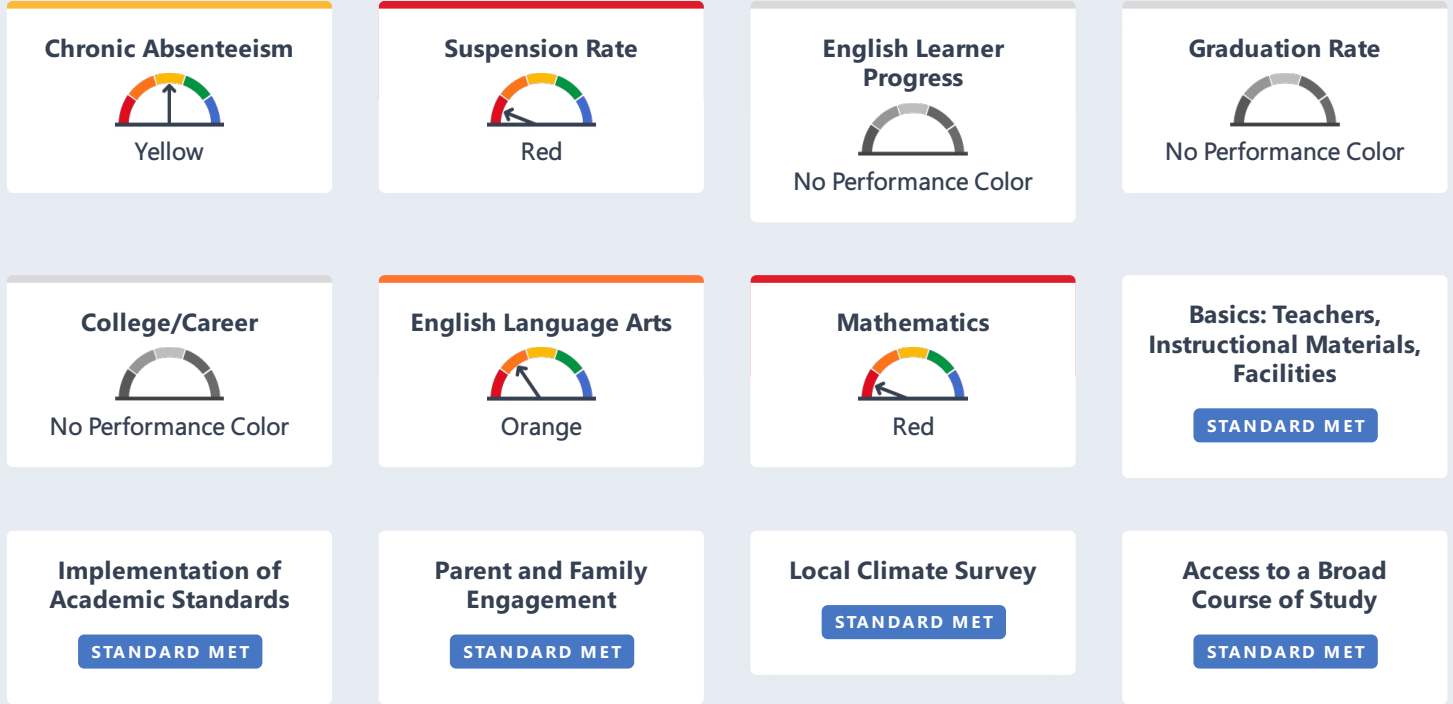 Chronic Absenteeism
Yellow
Suspension Rate
Red
English Learner
Progress
No Performance Color
Graduation Rate
No Performance Color
College/Career
No Performance Color
English Language Arts
Orange
Mathematics
Red
Basics: Teachers,
Instructional Materials,
Facilities
STANDARD MET
Implementation of
Academic Standards
STANDARD MET
Parent and Family
Engagement
STANDARD MET
Local Climate Survey
STANDARD MET
Access to a Broad
Course of Study
STANDARD MET